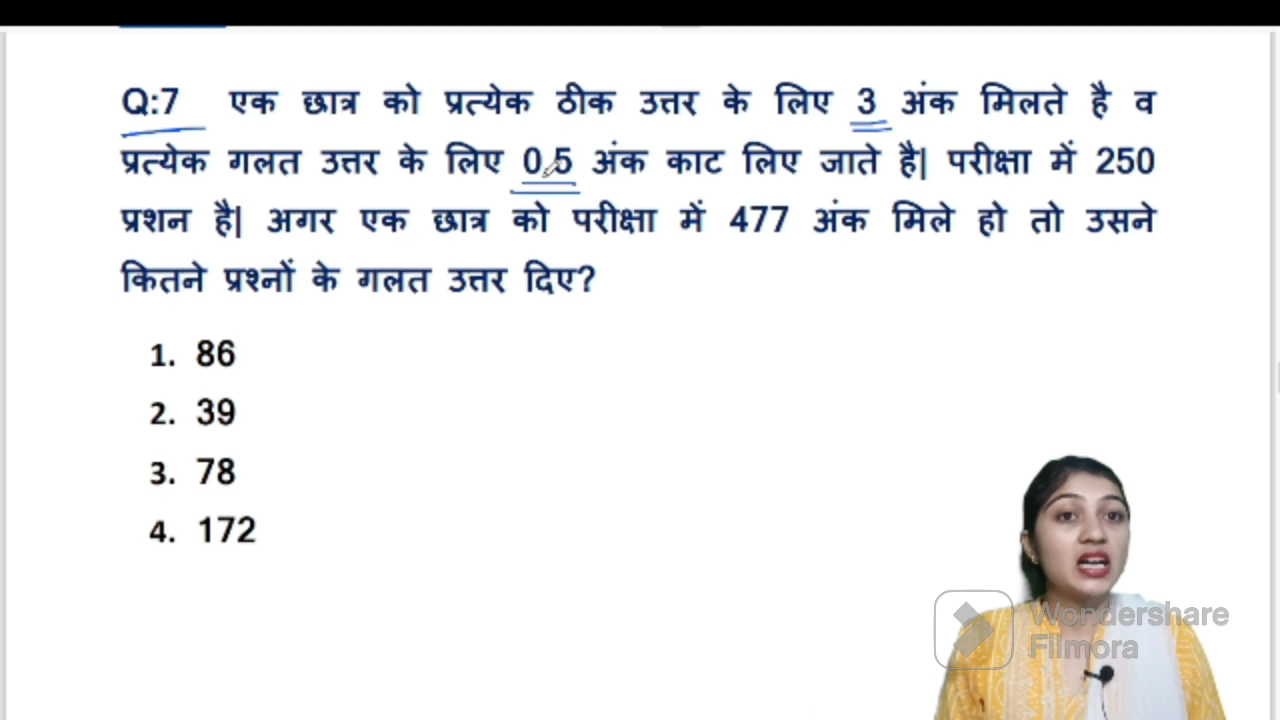 Q:7 एक छात्र को प्रत्येक ठीक उत्तर के लिए 3 अंक मिलते है व
प्रत्येक गलत उत्तर के लिए 0.5 अंक काट लिए जाते है| परीक्षा में 250
प्रशन है| अगर एक छात्र को परीक्षा में 477 अंक मिले हो तो उसने
कितने प्रश्नों के गलत उत्तर दिए?
1. 86
2. 39
3. 78
4. 172
Wondershare
Filmora